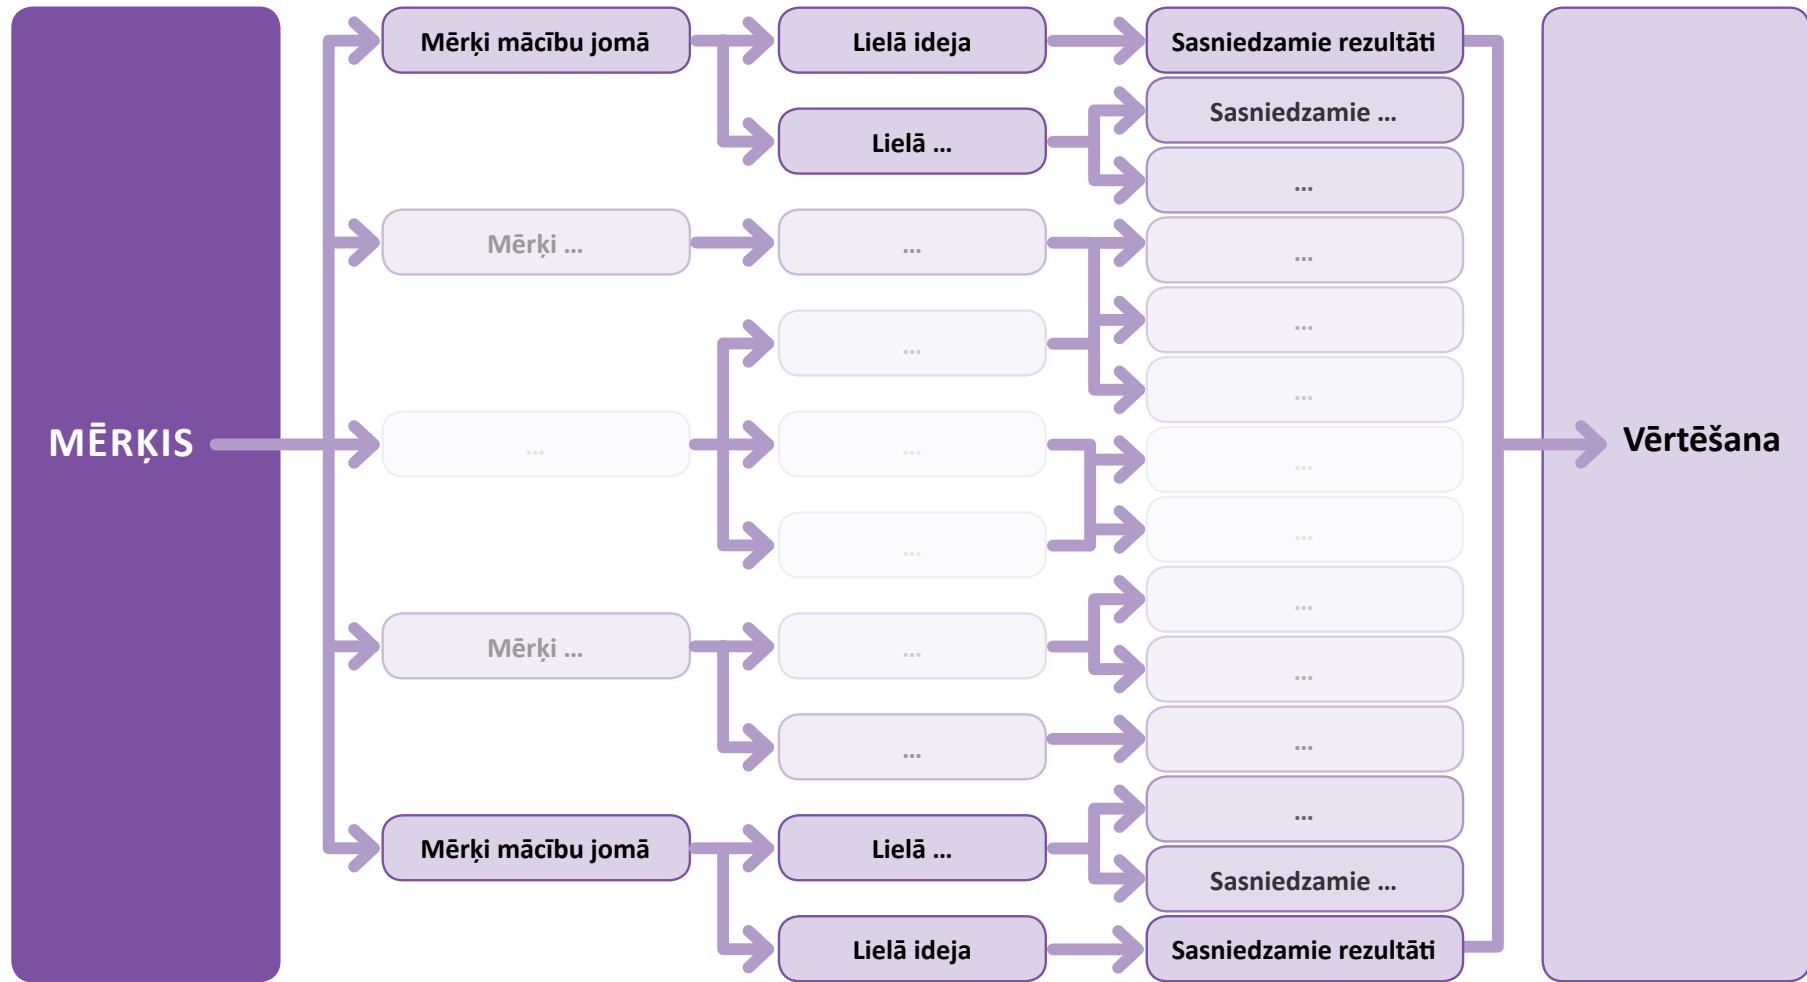 MĒRĶIS
Mērķi mācību jomā
Mērķi ...
...
Mērķi ...
Mērķi mācību jomā
Lielā ideja
Lielā ...
...
...
...
...
...
...
Lielā ...
Lielā ideja
Sasniedzamie rezultāti
Sasniedzamie ...
...
...
...
...
...
...
...
...
...
...
Sasniedzamie ...
Sasniedzamie rezultāti
Vērtēšana